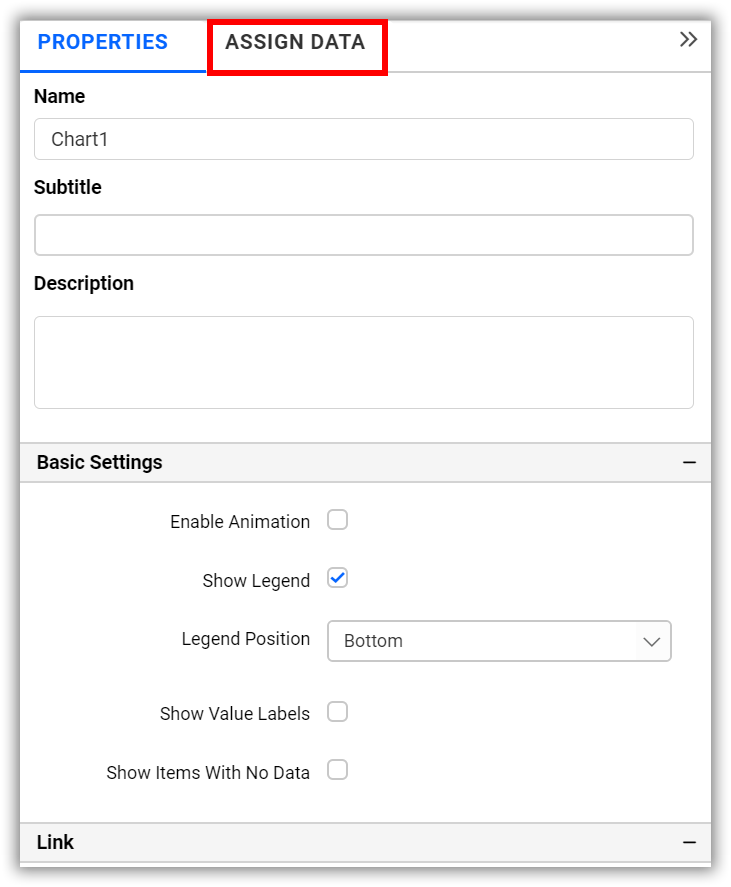 PROPERTIES ASSIGN DATA
Name
Chart1
Subtitle
Description
Basic Settings
Enable Animation
Show Legend
Legend Position Bottom
Show Value Labels
Show Items With No Data
Link